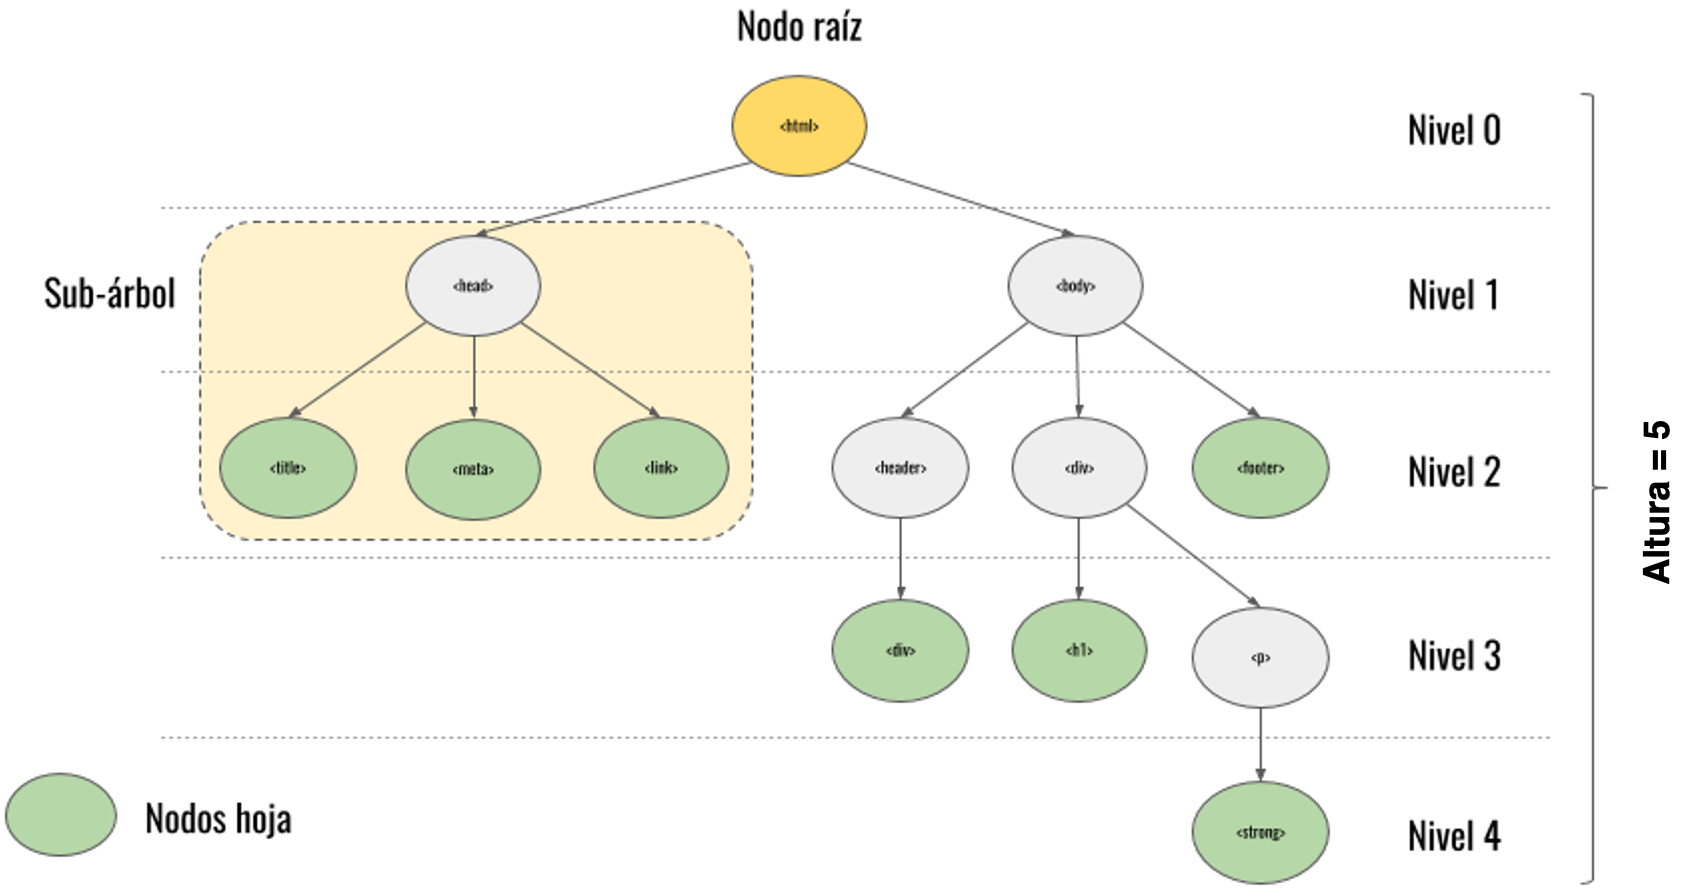 Nodo raíz
<html>
Nivel 0
Sub-árbol
<head>
<body>
Nivel 1
<title>
<meta>
<link>
<header>
<div>
<footer>
Nivel 2
Altura = 5
<div>
<h1>
<p>
Nivel 3
Nodos hoja
<strong>
Nivel 4